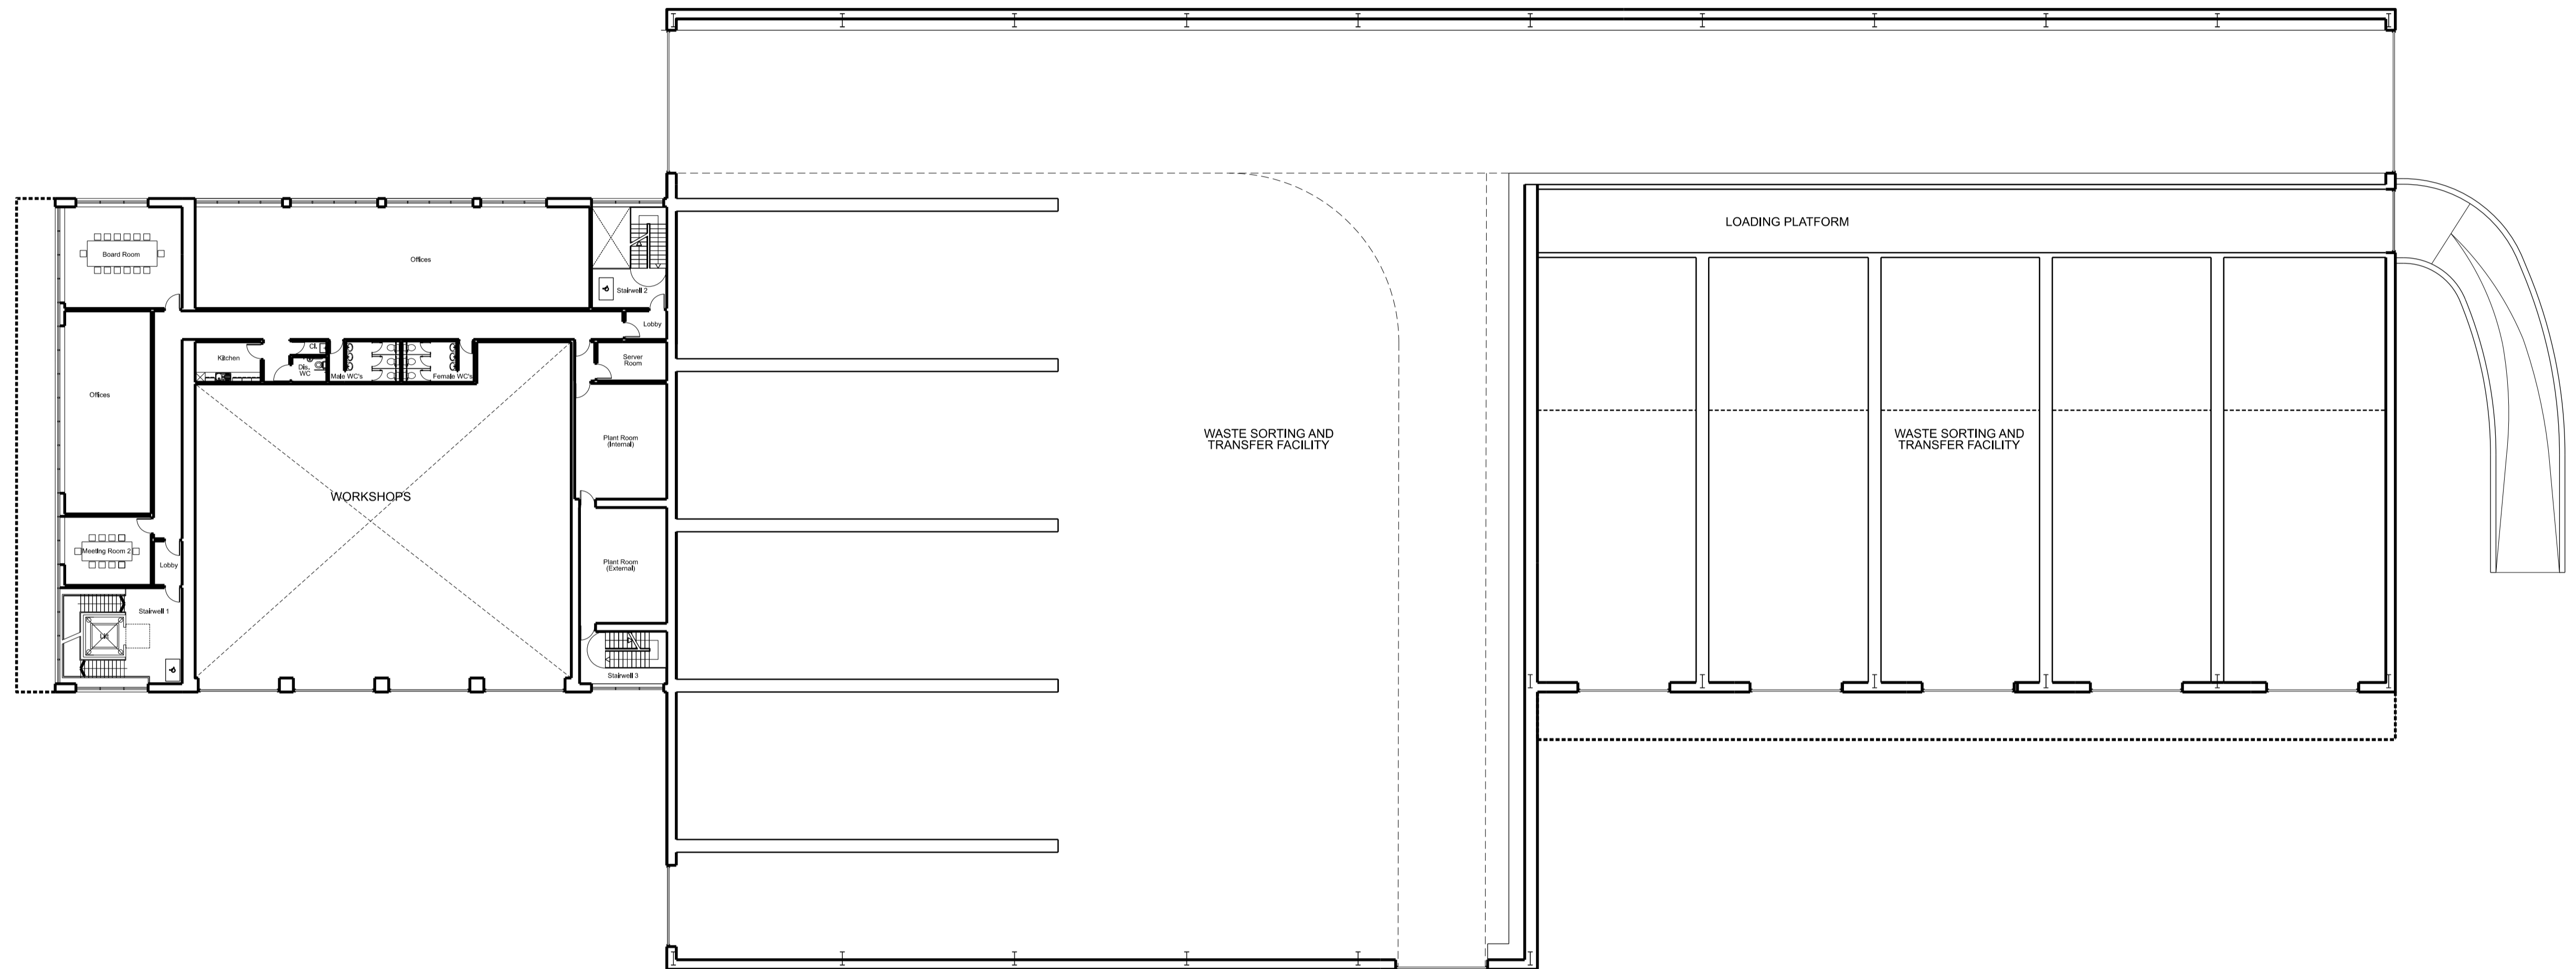 LOADING PLATFORM
Board Room
Offices
Stairwell 2
Lobby
Kitchen
Cl.
Dis.
WC
Male WC's
Female WC's
Server
Room
Offices
Plant Room
(Internal)
WASTE SORTING AND
TRANSFER FACILITY
WASTE SORTING AND
TRANSFER FACILITY
WORKSHOPS
Meeting Room 2
Lobby
Plant Room
(External)
Stairwell 1
Lift
Stairwell 3